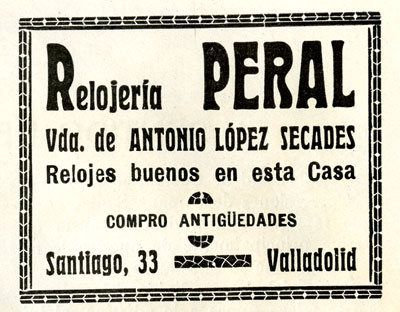 Relojería PERAL
Vda. de ANTONIO LÓPEZ SECADES
Relojes buenos en esta Casa
COMPRO ANTIGÜEDADES
Santiago, 33 Valladolid